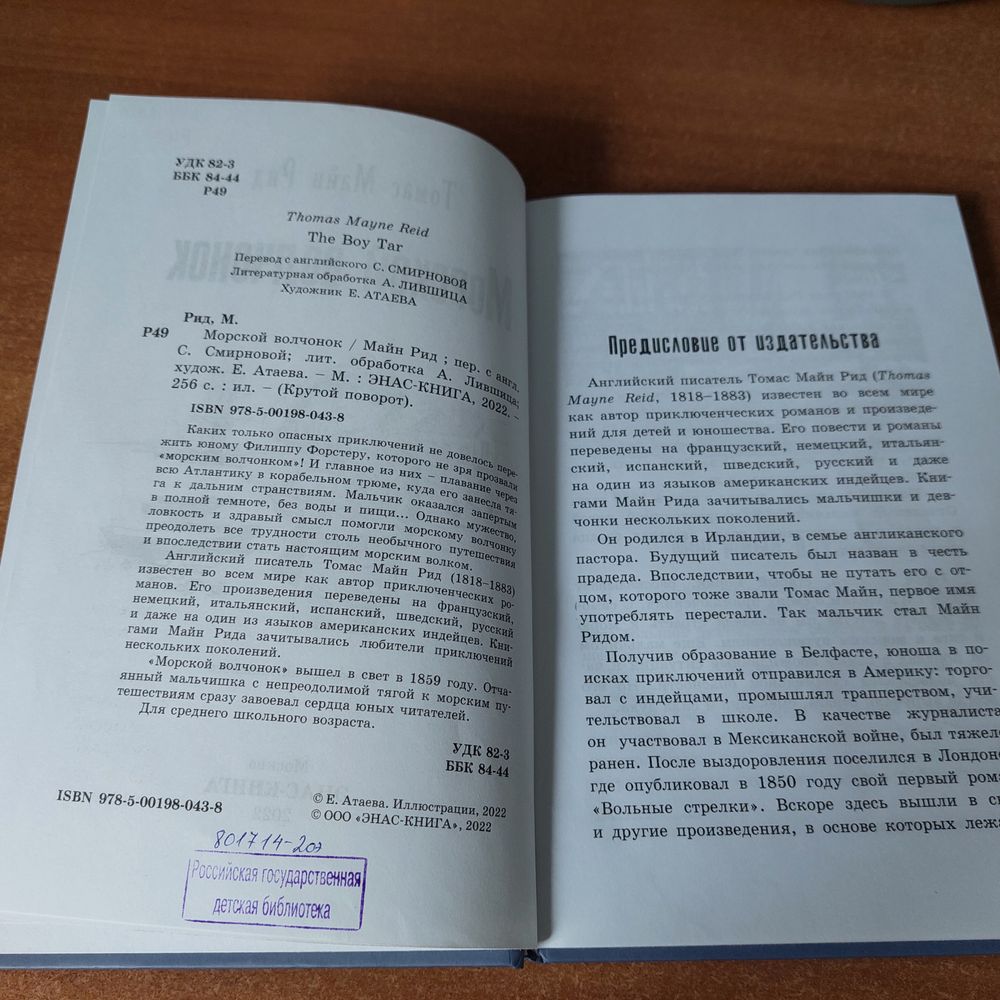 УДК 82-3
ББК 84-44
Р49
Thomas Mayne Reid
The Boy Tar
Перевод с английского С. СМИРНОВОЙ
Литературная обработка А. ЛИВШИЦА
Художник Е. АТАЕВА
Рид, М.
Р49 Морской волчонок / Майн Рид ; пер. с англ.
С. Смирновой; лит. обработка А. Лившица;
худож. Е. Атаева. – М. : ЭНАС-КНИГА, 2022. –
256 с. : ил. – (Крутой поворот).
ISBN 978-5-00198-043-8
Каких только опасных приключений не довелось пере-
жить юному Филиппу Форстеру, которого не зря прозвали
«морским волчонком»! И главное из них – плавание через
всю Атлантику в корабельном трюме, куда его занесла тя-
га к дальним странствиям. Мальчик оказался запертым
в полной темноте, без воды и пищи... Однако мужество,
ловкость и здравый смысл помогли морскому волчонку
преодолеть все трудности столь необычного путешествия
и впоследствии стать настоящим морским волком.
Английский писатель Томас Майн Рид (1818–1883)
известен во всем мире как автор приключенческих ро-
манов. Его произведения переведены на французский,
немецкий, итальянский, испанский, шведский, русский
и даже на один из языков американских индейцев. Кни-
гами Майн Рида зачитывались любители приключений
нескольких поколений.
«Морской волчонок» вышел в свет в 1859 году. Отча-
янный мальчишка с непреодолимой тягой к морским пу-
тешествиям сразу завоевал сердца юных читателей.
Для среднего школьного возраста.
УДК 82-3
ББК 84-44
ISBN 978-5-00198-043-8
© Е. Атаева. Иллюстрации, 2022
© ООО «ЭНАС-КНИГА», 2022
801714-20
Российская государственная
детская библиотека
Предисловие от издательства
Английский писатель Томас Майн Рид (Thomas
Mayne Reid, 1818–1883) известен во всем мире
как автор приключенческих романов и произведе-
ний для детей и юношества. Его повести и романы
переведены на французский, немецкий, итальян-
ский, испанский, шведский, русский и даже
на один из языков американских индейцев. Кни-
гами Майн Рида зачитывались мальчишки и дев-
чонки нескольких поколений.
Он родился в Ирландии, в семье англиканского
пастора. Будущий писатель был назван в честь
прадеда. Впоследствии, чтобы не путать его с от-
цом, которого тоже звали Томас Майн, первое имя
употреблять перестали. Так мальчик стал Майн
Ридом.
Получив образование в Белфасте, юноша в по-
исках приключений отправился в Америку: торго-
вал с индейцами, промышлял трапперством, учи-
тельствовал в школе. В качестве журналиста
он участвовал в Мексиканской войне, был тяжело
ранен. После выздоровления поселился в Лондоне,
где опубликовал в 1850 году свой первый ром
«Вольные стрелки». Вскоре здесь вышли в св
и другие произведения, в основе которых лежа